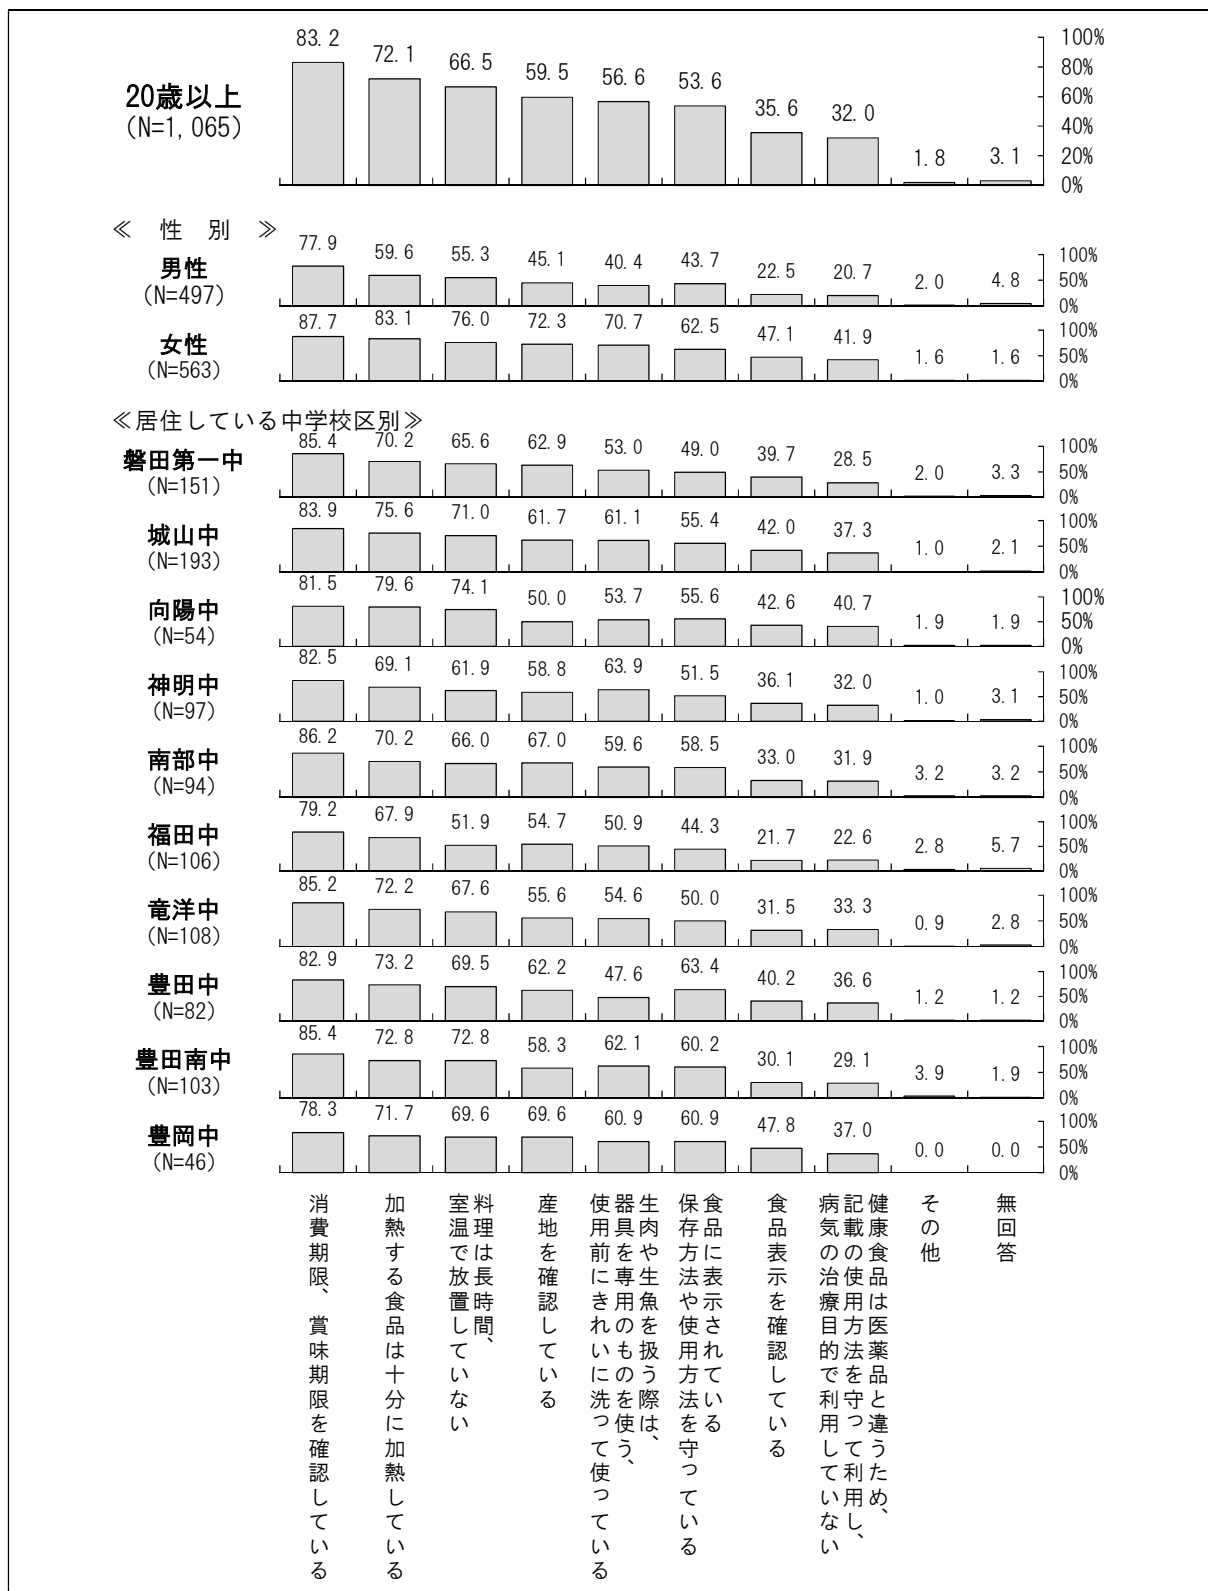 83.2 72.1 66.5 59.5 56.6 53.6 35.6 32.0 1.8 3.1
20歳以上
(N=1,065)
100%
80%
60%
40%
20%
0%
≪ 性 別 ≫
77.9 59.6 55.3 45.1 40.4 43.7 22.5 20.7 2.0 4.8
男性
(N=497)
100%
50%
0%
87.7 83.1 76.0 72.3 70.7 62.5 47.1 41.9 1.6 1.6
女性
(N=563)
100%
50%
0%
≪居住している中学校区別≫
85.4 70.2 65.6 62.9 53.0 49.0 39.7 28.5 2.0 3.3
磐田第一中
(N=151)
100%
50%
0%
83.9 75.6 71.0 61.7 61.1 55.4 42.0 37.3 1.0 2.1
城山中
(N=193)
100%
50%
0%
81.5 79.6 74.1 50.0 53.7 55.6 42.6 40.7 1.9 1.9
向陽中
(N=54)
100%
50%
0%
82.5 69.1 61.9 58.8 63.9 51.5 36.1 32.0 1.0 3.1
神明中
(N=97)
100%
50%
0%
86.2 70.2 66.0 67.0 59.6 58.5 33.0 31.9 3.2 3.2
南部中
(N=94)
100%
50%
0%
79.2 67.9 51.9 54.7 50.9 44.3 21.7 22.6 2.8 5.7
福田中
(N=106)
100%
50%
0%
85.2 72.2 67.6 55.6 54.6 50.0 31.5 33.3 0.9 2.8
竜洋中
(N=108)
100%
50%
0%
82.9 73.2 69.5 62.2 47.6 63.4 40.2 36.6 1.2 1.2
豊田中
(N=82)
100%
50%
0%
85.4 72.8 72.8 58.3 62.1 60.2 30.1 29.1 3.9 1.9
豊田南中
(N=103)
100%
50%
0%
78.3 71.7 69.6 69.6 60.9 60.9 47.8 37.0 0.0 0.0
豊岡中
(N=46)
100%
50%
0%
消費期限、賞味期限を確認している
加熱する食品は十分に加熱している
料理は長時間、
室温で放置していない
産地を確認している
生肉や生魚を扱う際は、
器具を専用のものを使う、
使用前にきれいに洗って使っている
食品に表示されている
保存方法や使用方法を守っている
食品表示を確認している
健康食品は医薬品と違うため、
記載の使用方法を守って利用し、
病気の治療目的で利用していない
その他
無回答